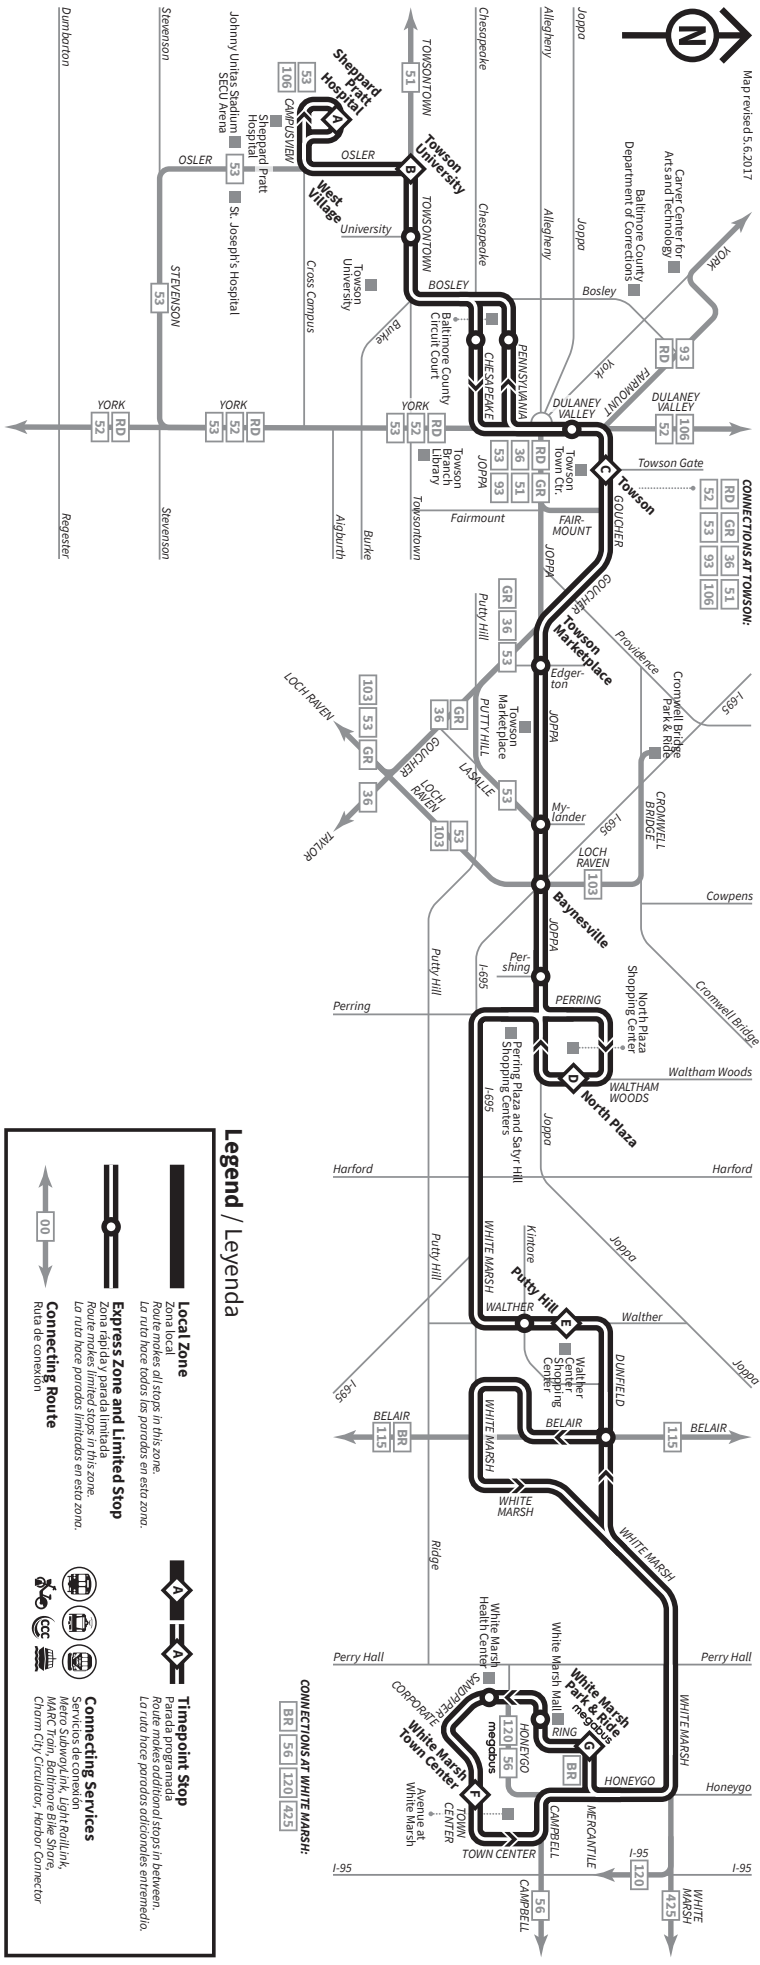 Map revised 5.6.2017
N
Dumbarton
Stevenson
Johnny Unitas Stadium
SECU Arena
Sheppard
Pratt
Hospital
53
106
A
CAMPUSVIEW
Sheppard Pratt
Hospital
OSLER
53
OSLER
St. Joseph's Hospital
STEVENSON
53
West
Village
Cross Campus
51
TOWSONTOWN
Towson
University
B
TOWSONTOWN
University
Towson
University
Chesapeake
Allegheny
Joppa
Chesapeake
Allegheny
Joppa
Baltimore County
Department of Corrections
Carver Center for
Arts and Technology
YORK
BOSLEY
Bosley
Burke
Baltimore County
Circuit Court
CHESAPEAKE
PENNSYLVANIA
York
FAIRMOUNT
93
RD
DULANEY
VALLEY
DULANEY
VALLEY
106
52
YORK
RD
52
YORK
RD
52
53
YORK
RD
52
53
Towson
Branch
Library
RD
GR
36
51
53
93
JOPPA
Towson
Town Ctr.
Towson Gate
C
Towson
GOUCHER
CONNECTIONS AT TOWSON:
RD
GR
36
51
52
53
93
106
Regester
Stevenson
Aigburth
Burke
Towsontown
Fairmount
FAIR-
MOUNT
JOPPA
GOUCHER
Providence
Towson
Marketplace
GR
36
53
Putty Hill
Edger-
ton
PUTTY HILL
Towson
Marketplace
JOPPA
Cromwell Bridge
Park & Ride
I-695
LOCH RAVEN
103
53
GR
GR
36
GOUCHER
36
TAYLOR
LOCH
RAVEN
LASALLE
53
53
103
My-
lander
I-695
CROMWELL
BRIDGE
LOCH
RAVEN
103
Cowpens
Baynesville
JOPPA
Per-
shing
Putty Hill
I-695
Cromwell Bridge
North Plaza
Shopping Center
Perring
PERRING
Perring Plaza and Satyr Hill
Shopping Centers
D
North Plaza
WALTHAM
WOODS
Waltham Woods
I-695
Joppa
Harford
Harford
Putty Hill
WHITE MARSH
Kintore
Joppa
Putty Hill
WALTHER
E
Walther
Walther
Center
Shopping
Center
DUNFIELD
I-695
Joppa
BELAIR
BR
115
WHITE MARSH
BELAIR
115
BELAIR
WHITE
MARSH
WHITE MARSH
Ridge
Perry Hall
Perry Hall
White Marsh
Health Center
White Marsh Mall
White Marsh
Park & Ride
megabus
G
RING
SANDPIPER
CORPORATE
120
56
megabus
HONEYGO
BR
HONEYGO
WHITE MARSH
Honeygo
White Marsh
Town Center
F
TOWN
CENTER
Avenue at
White Marsh
TOWN CENTER
CAMPBELL
MERCANTILE
I-95
I-95
120
I-95
56
CAMPBELL
425
WHITE
MARSH
CONNECTIONS AT WHITE MARSH:
BR
56
120
425
Legend / Leyenda
Local Zone
Zona local
Route makes all stops in this zone.
La ruta hace todas las paradas en esta zona.
Express Zone and Limited Stop
Zona rápida y parada limitada
Route makes limited stops in this zone.
La ruta hace paradas limitadas en esta zona.
00
Connecting Route
Ruta de conexión
A
A
Timepoint Stop
Parada programada
Route makes additional stops in between.
La ruta hace paradas adicionales entremedio.
CCC
Connecting Services
Servicios de conexión
Metro SubwayLink, Light RailLink,
MARC Train, Baltimore Bike Share,
Charm City Circulator, Harbor Connector